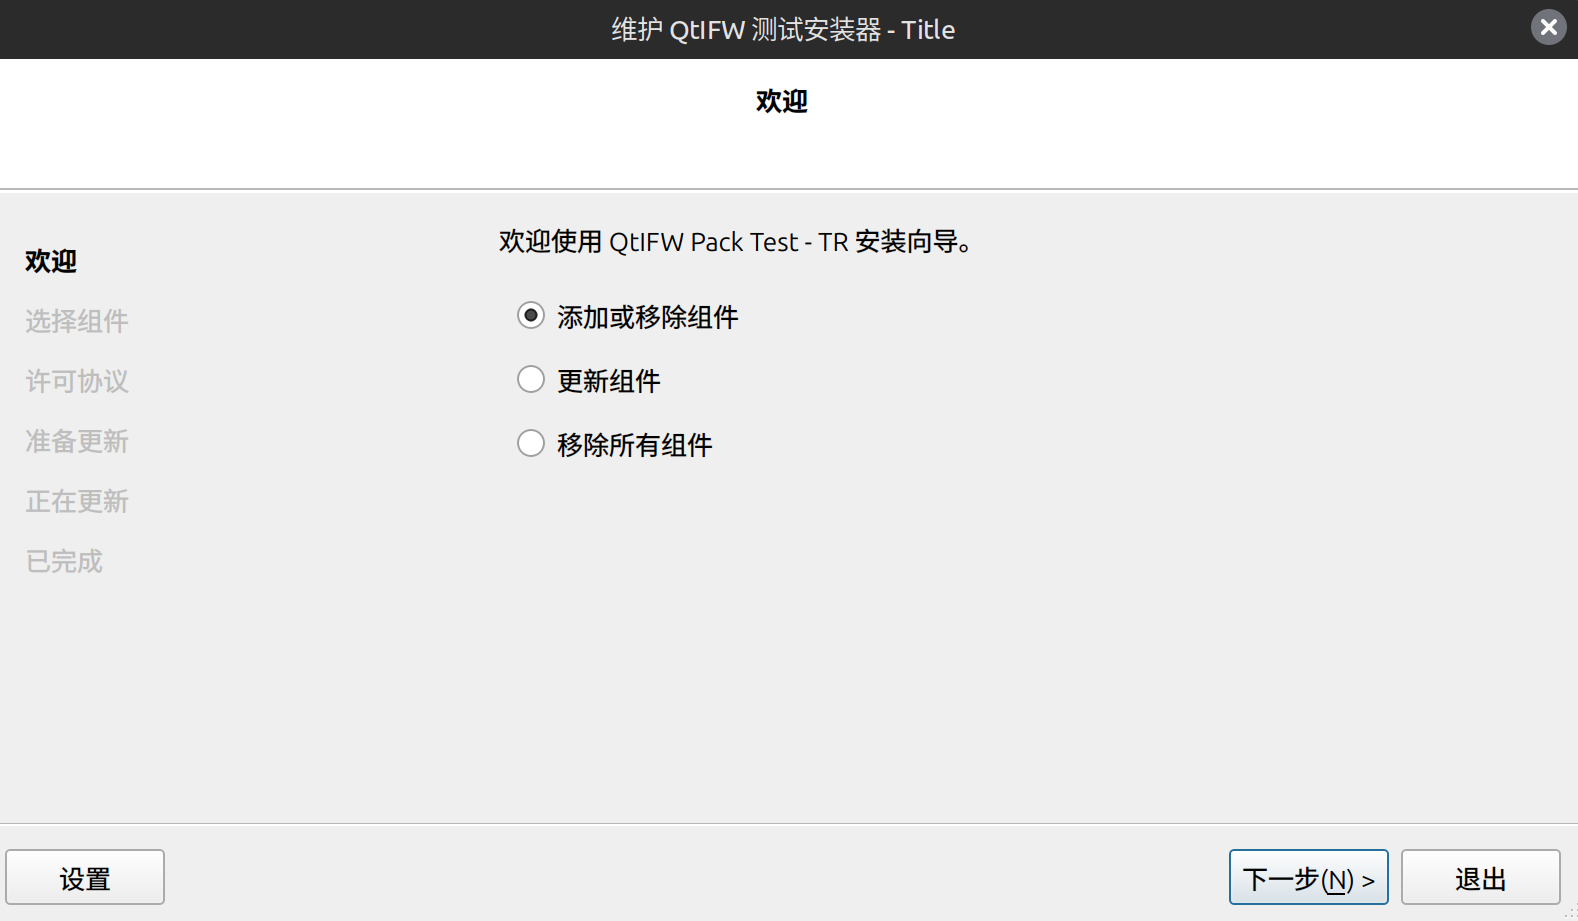 维护 QtIFW 测试安装器 - Title
欢迎
欢迎
选择组件
许可协议
准备更新
正在更新
已完成
欢迎使用 QtIFW Pack Test - TR 安装向导。
添加或移除组件
更新组件
移除所有组件
设置
下一步(N) >
退出